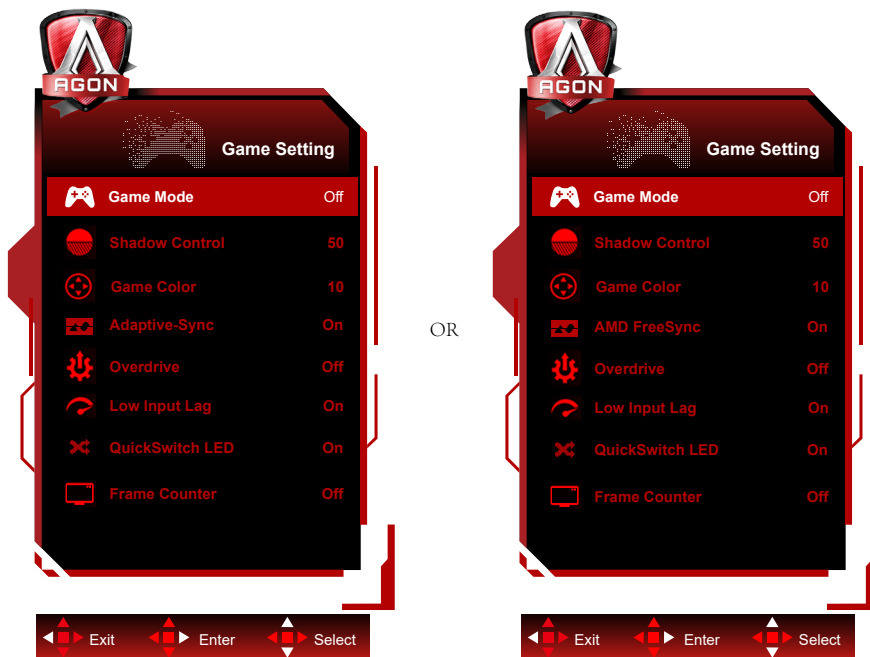 AGON
Game Setting
Game Mode Off
Shadow Control 50
Game Color 10
Adaptive-Sync On
Overdrive Off
Low Input Lag On
QuickSwitch LED On
Frame Counter Off
Exit Enter Select
OR
AGON
Game Setting
Game Mode Off
Shadow Control 50
Game Color 10
AMD FreeSync On
Overdrive Off
Low Input Lag On
QuickSwitch LED On
Frame Counter Off
Exit Enter Select